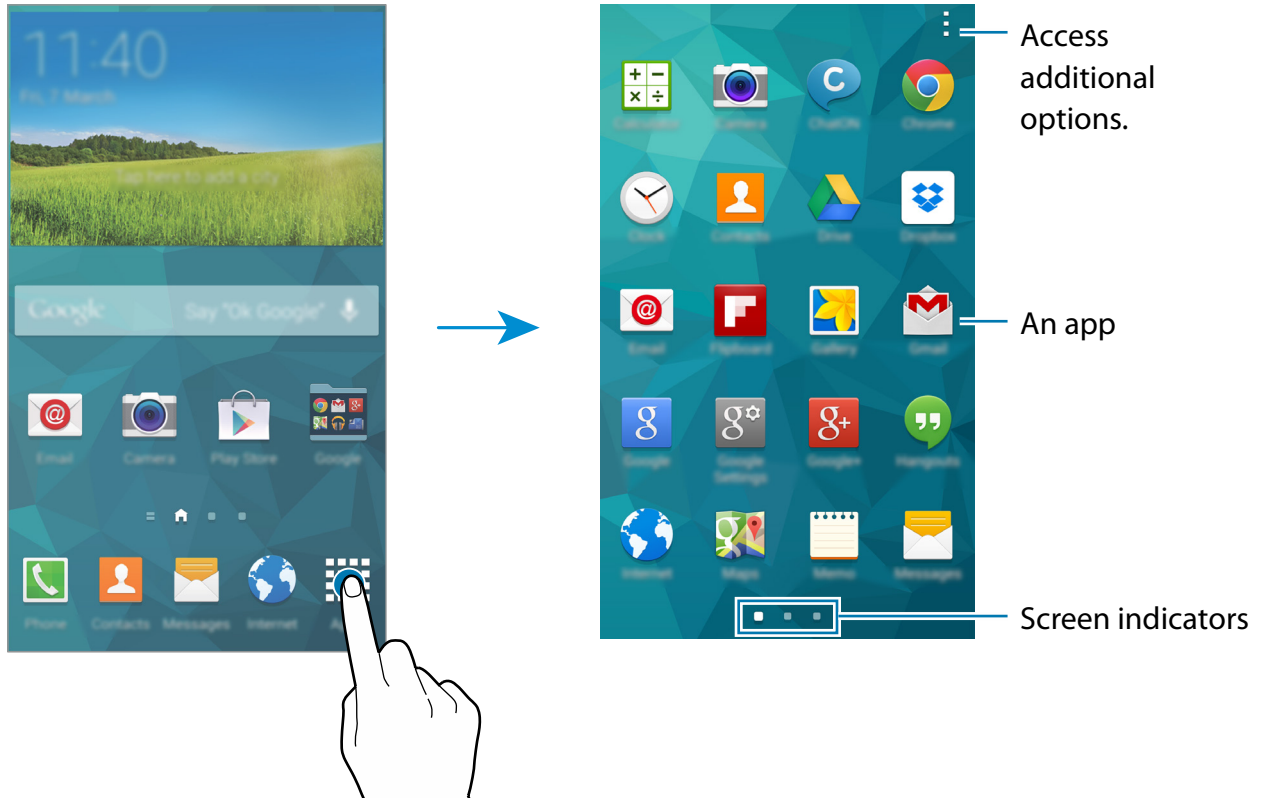 11:40
Fri, 7 March
Tap here to add a city
Google Say "Ok Google"
Email Camera Play Store Google
Phone Contacts Messages Internet
Calculator Camera ChatON Chrome
Clock Contacts Drive Dropbox
Email Flipboard Gallery Gmail
Google Google Settings Google+ Hangouts
Internet Maps Memo Messages
Access
additional
options.
An app
Screen indicators